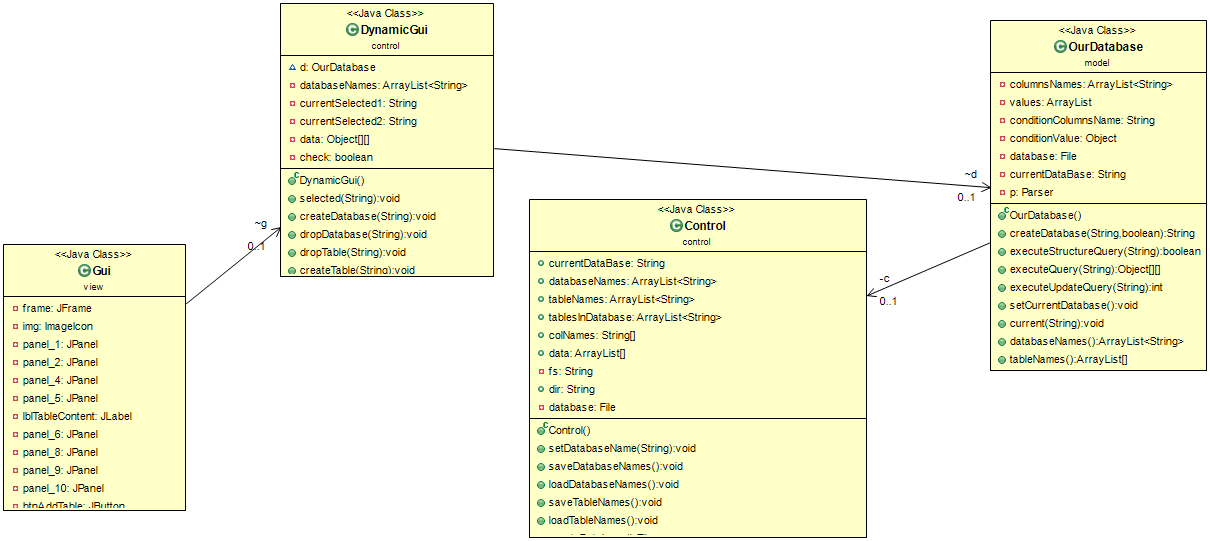 <<Java Class>>
DynamicGui
control
d: OurDatabase
databaseNames: ArrayList<String>
currentSelected1: String
currentSelected2: String
data: Object[][]
check: boolean
DynamicGui()
selected(String):void
createDatabase(String):void
dropDatabase(String):void
dropTable(String):void
createTable(String):void
~g
0..1
<<Java Class>>
Gui
view
frame: JFrame
img: ImageIcon
panel_1: JPanel
panel_2: JPanel
panel_4: JPanel
panel_5: JPanel
lblTableContent: JLabel
panel_6: JPanel
panel_8: JPanel
panel_9: JPanel
panel_10: JPanel
btnAddTable: JButton
<<Java Class>>
Control
control
currentDataBase: String
databaseNames: ArrayList<String>
tableNames: ArrayList<String>
tablesInDatabase: ArrayList<String>
colNames: String[]
data: ArrayList[]
fs: String
dir: String
database: File
Control()
setDatabaseName(String):void
saveDatabaseNames():void
loadDatabaseNames():void
saveTableNames():void
loadTableNames():void
~d
0..1
-c
0..1
<<Java Class>>
OurDatabase
model
columnsNames: ArrayList<String>
values: ArrayList
conditionColumnsName: String
conditionValue: Object
database: File
currentDataBase: String
p: Parser
OurDatabase()
createDatabase(String,boolean):String
executeStructureQuery(String):boolean
executeQuery(String):Object[][]
executeUpdateQuery(String):int
setCurrentDatabase():void
current(String):void
databaseNames():ArrayList<String>
tableNames():ArrayList[]